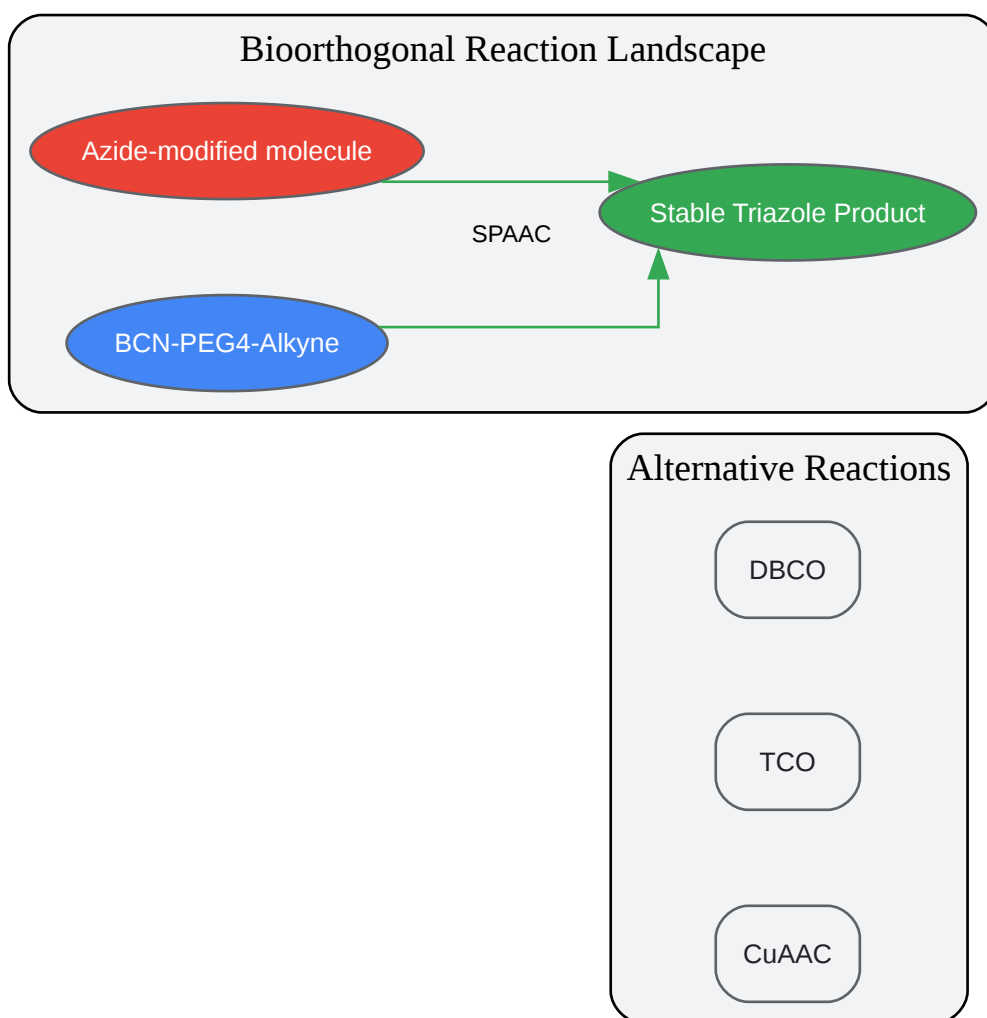 Bioorthogonal Reaction Landscape
Azide-modified molecule
Stable Triazole Product
SPAAC
BCN-PEG4-Alkyne
Alternative Reactions
DBCO
TCO
CuAAC